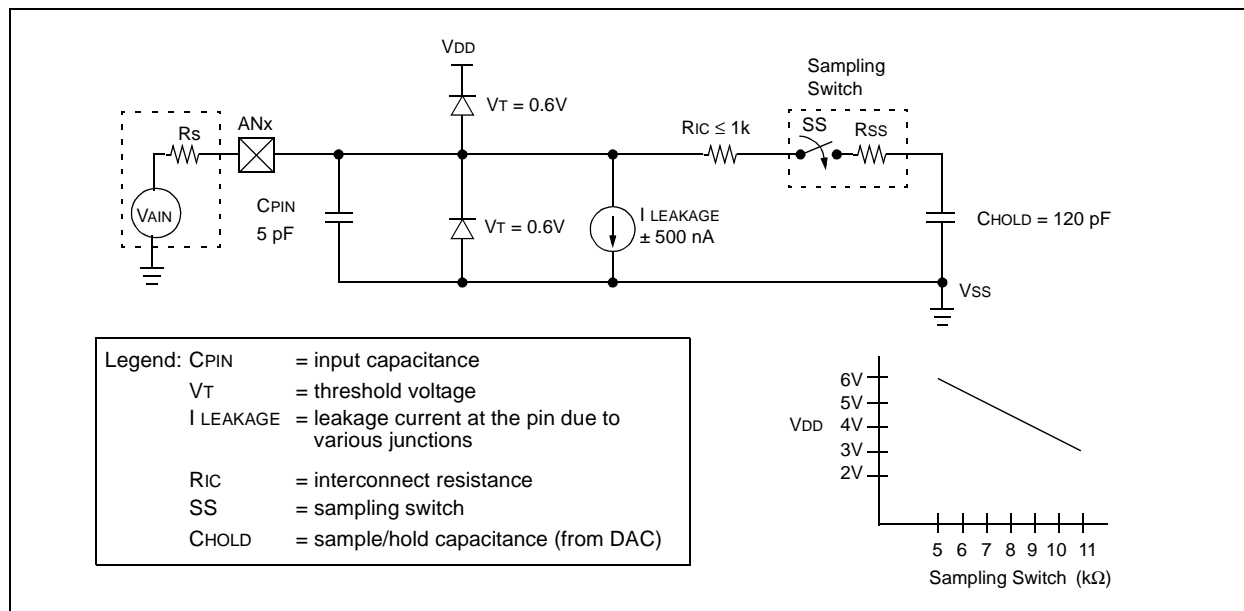 VDD
Sampling
Switch
VT = 0.6V
ANx
RIC ≤ 1k
SS
RSS
Rs
CPIN
5 pF
VAIN
VT = 0.6V
I LEAKAGE
± 500 nA
CHOLD = 120 pF
VSS
Legend: CPIN = input capacitance
VT = threshold voltage
I LEAKAGE = leakage current at the pin due to
various junctions
RIC = interconnect resistance
SS = sampling switch
CHOLD = sample/hold capacitance (from DAC)
6V
5V
VDD 4V
3V
2V
5 6 7 8 9 10 11
Sampling Switch (kΩ)